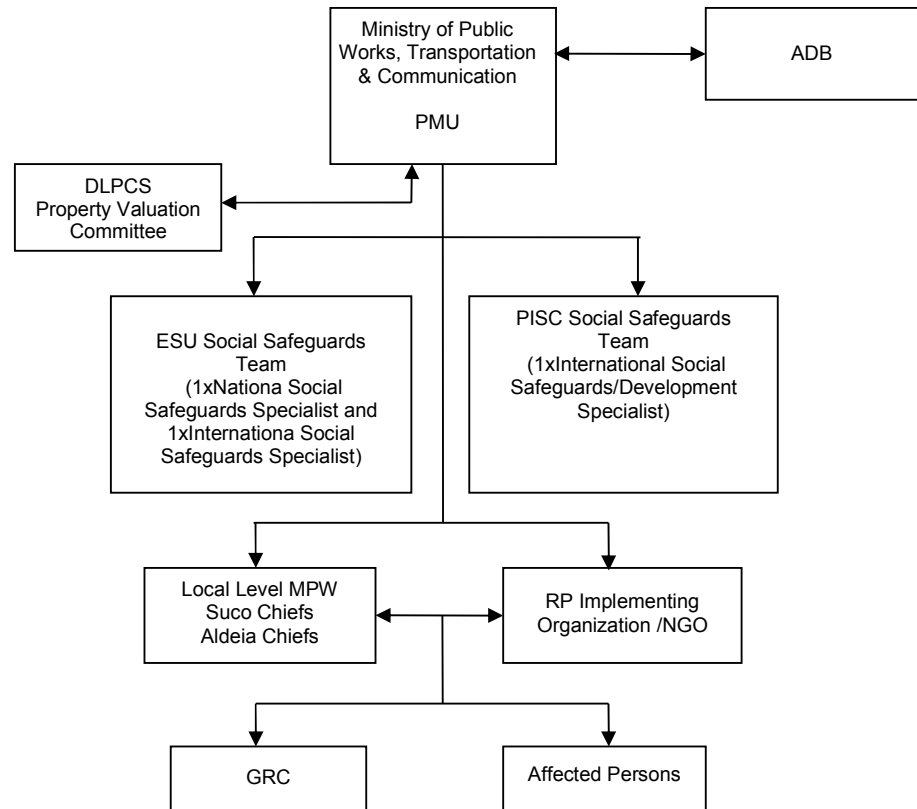 Ministry of Public
Works, Transportation
& Communication
PMU
ADB
DLPCS
Property Valuation
Committee
ESU Social Safeguards
Team
(1xNationa Social
Safeguards Specialist and
1xInternationa Social
Safeguards Specialist)
PISC Social Safeguards
Team
(1xInternational Social
Safeguards/Development
Specialist)
Local Level MPW
Suco Chiefs
Aldeia Chiefs
RP Implementing
Organization /NGO
GRC
Affected Persons